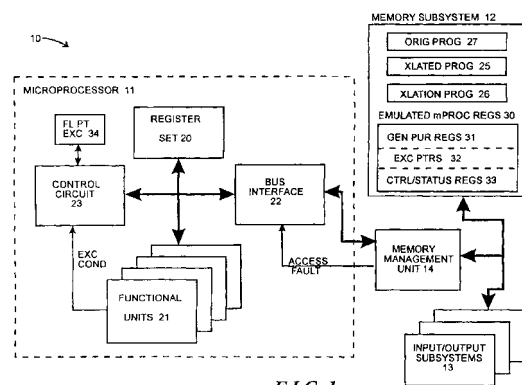 10
MEMORY SUBSYSTEM 12
ORIG PROG 27
XLATED PROG 25
XLATION PROG 26
EMULATED mPROC REGS 30
GEN PUR REGS 31
EXC PTRS 32
CTRL/STATUS REGS 33
MICROPROCESSOR 11
FL PT
EXC 34
REGISTER
SET 20
CONTROL
CIRCUIT
23
BUS
INTERFACE
22
EXC
COND
FUNCTIONAL
UNITS 21
ACCESS
FAULT
MEMORY
MANAGEMENT
UNIT 14
INPUT/OUTPUT
SUBSYSTEMS
13